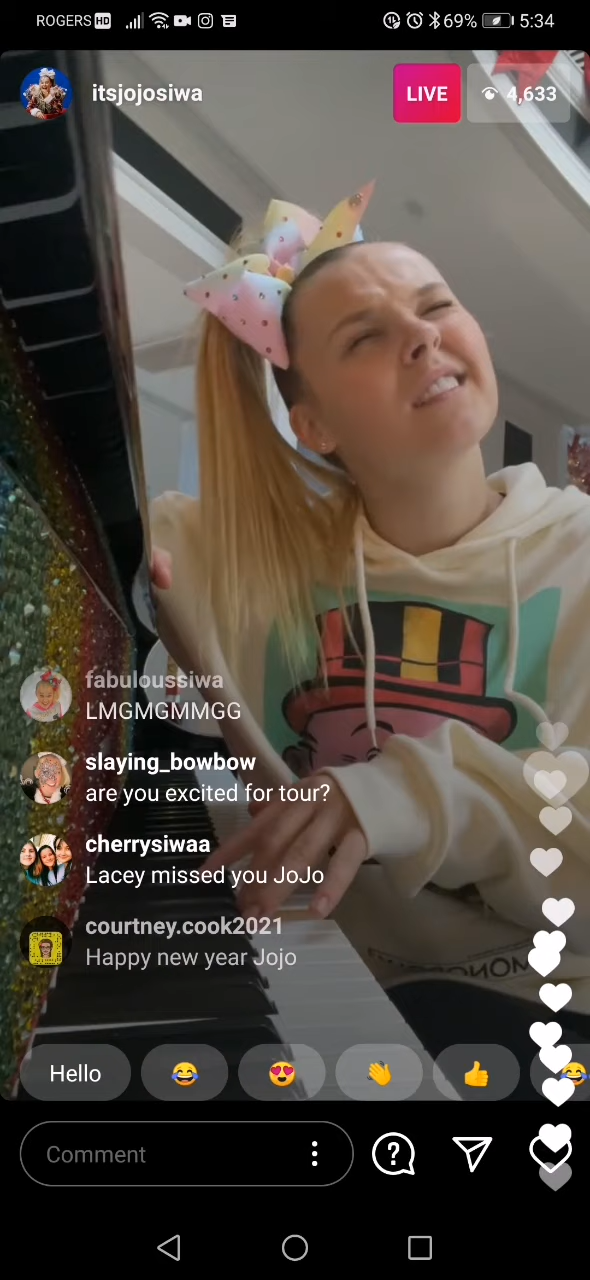 ROGERS HD 69% 5:34
itsjojosiwa LIVE 4,633
fabuloussiwa
LMGMGMMGG
slaying_bowbow
are you excited for tour?
cherrysiwaa
Lacey missed you JoJo
courtney.cook2021
Happy new year Jojo
Hello
Comment